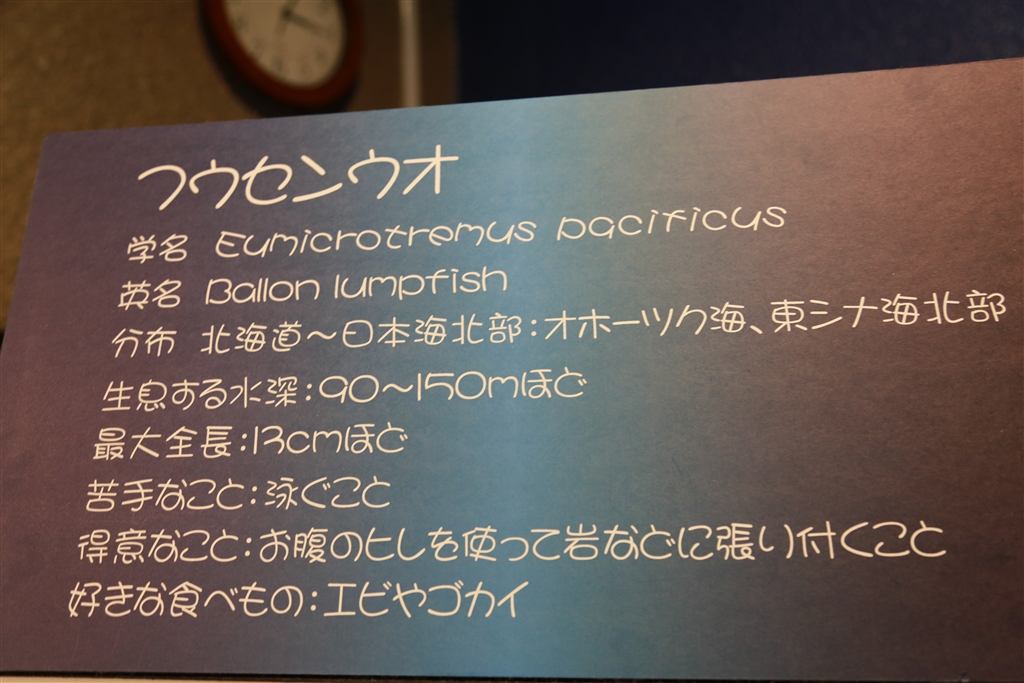 フウセンウオ
学名 Eumicrotremus pacificus
英名 Ballon lumpfish
分布 北海道～日本海北部：オホーツク海、東シナ海北部
生息する水深：90～150mほど
最大全長：13cmほど
苦手なこと：泳ぐこと
得意なこと：お腹のヒレを使って岩などに張り付くこと
好きな食べもの：エビやゴカイ